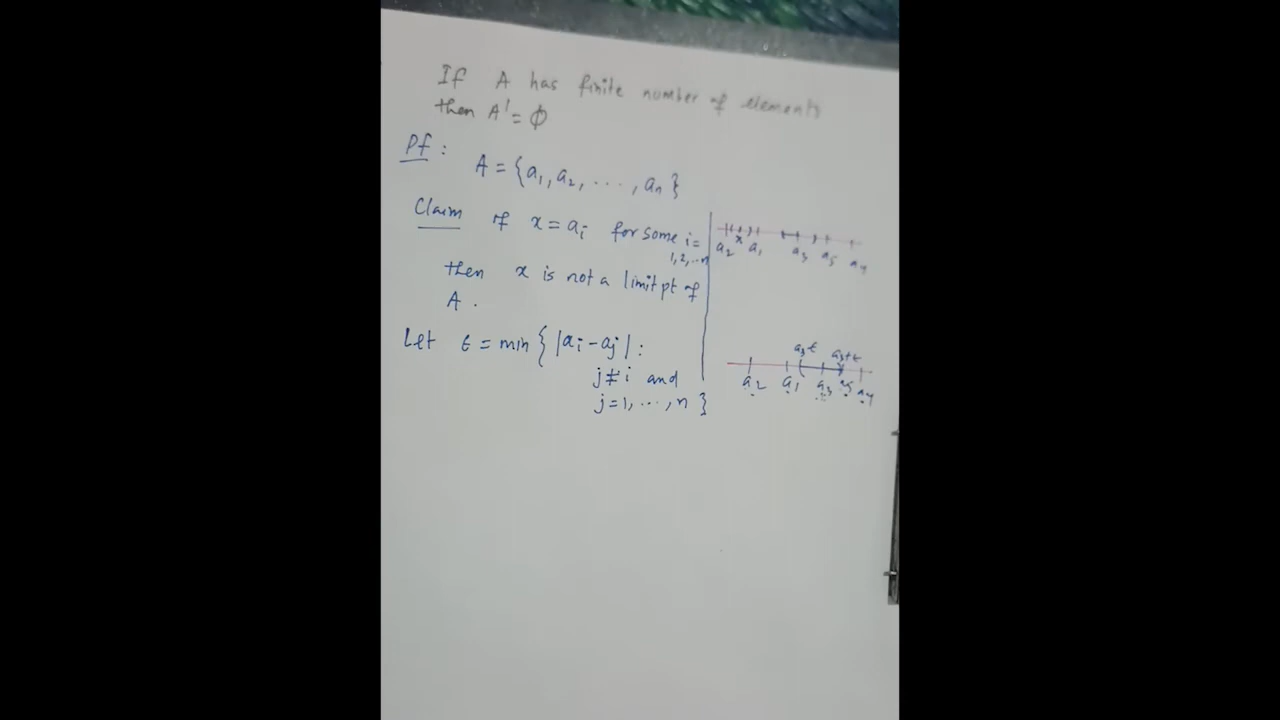 If A has finite number of elements
then A' = ϕ
Pf :
A = {a₁, a₂, ..., aₙ}
Claim if x = aᵢ for some i =
1,2,...n
then x is not a limit pt of
A .
Let ε = min { |aᵢ - aⱼ| :
j ≠ i and
j = 1, ..., n }
x
a₂ a₁ a₃ a₅ a₄
a₃-ε a₃+ε
a₂ a₁ a₃ a₅ a₄